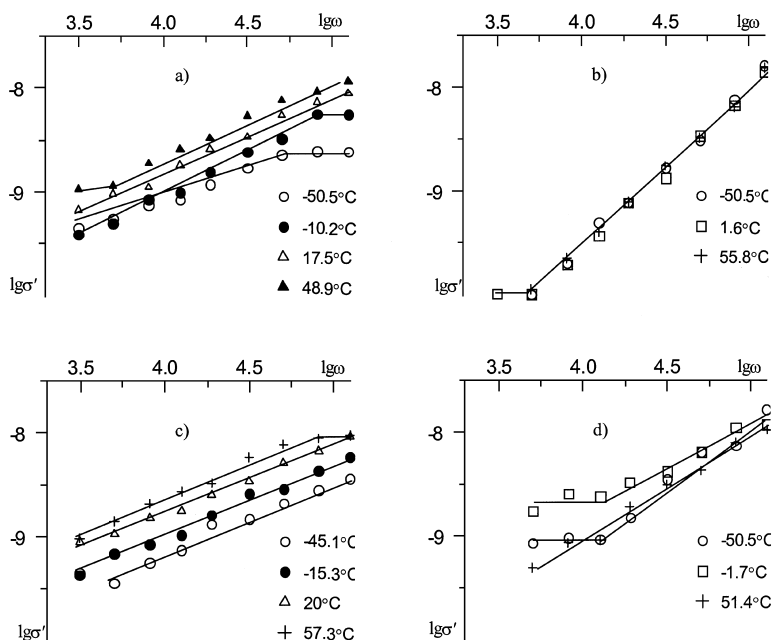 3.5 4.0 4.5 lgω
a)
-8
-9
lgσ′
-50.5°C
-10.2°C
17.5°C
48.9°C
3.5 4.0 4.5 lgω
b)
-8
-9
lgσ′
-50.5°C
1.6°C
55.8°C
3.5 4.0 4.5 lgω
c)
-8
-9
lgσ′
-45.1°C
-15.3°C
20°C
57.3°C
3.5 4.0 4.5 lgω
d)
-8
-9
lgσ′
-50.5°C
-1.7°C
51.4°C